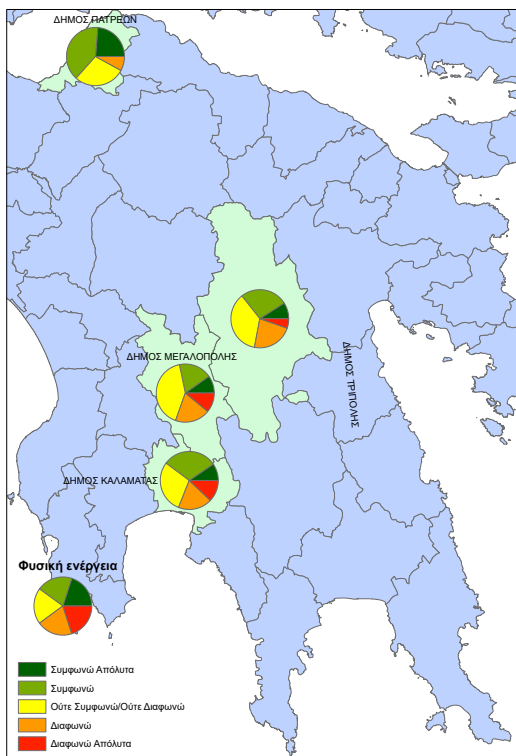 ΔΗΜΟΣ ΠΑΤΡΕΩΝ
ΔΗΜΟΣ ΜΕΓΑΛΟΠΟΛΗΣ
ΔΗΜΟΣ ΤΡΙΠΟΛΗΣ
ΔΗΜΟΣ ΚΑΛΑΜΑΤΑΣ
Φυσική ενέργεια
Συμφωνώ Απόλυτα
Συμφωνώ
Ούτε Συμφωνώ/Ούτε Διαφωνώ
Διαφωνώ
Διαφωνώ Απόλυτα